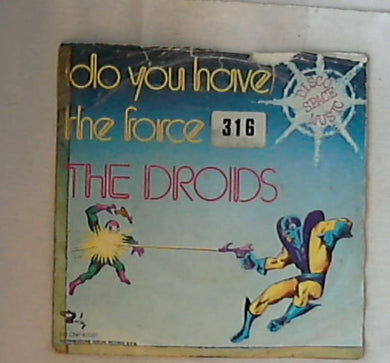 (do you have)
the force
316
DISCO
SPACE
MUSIC
THE DROIDS